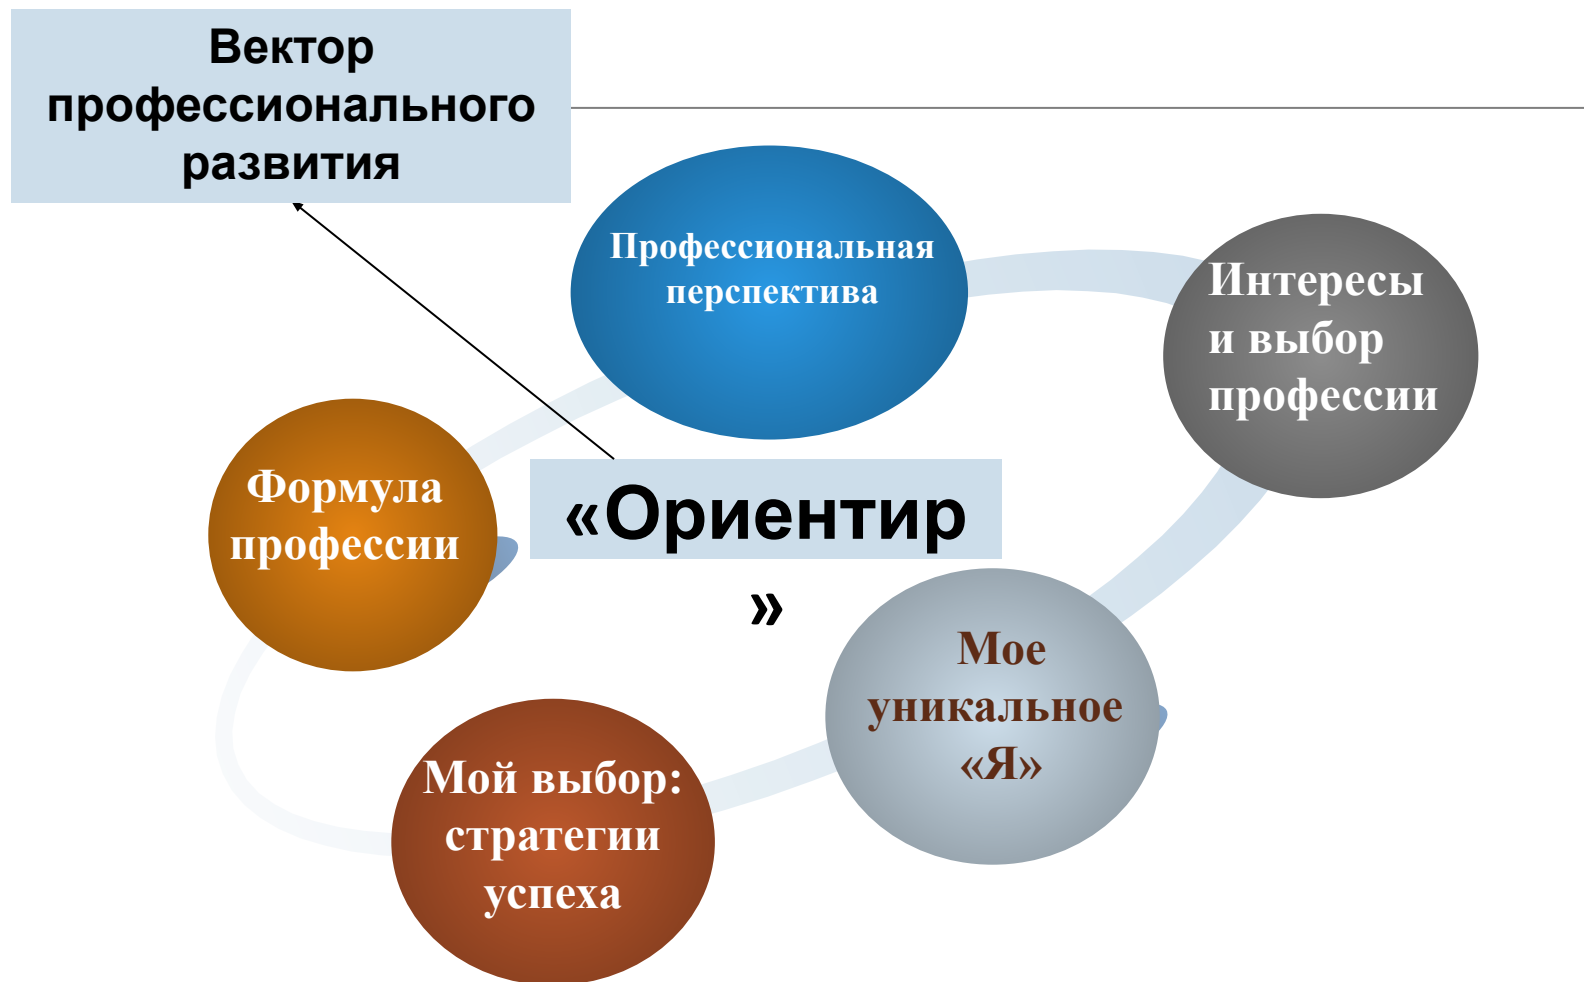 Вектор
профессионального
развития
Профессиональная
перспектива
Интересы
и выбор
профессии
Формула
профессии
«Ориентир
»
Мое
уникальное
«Я»
Мой выбор:
стратегии
успеха